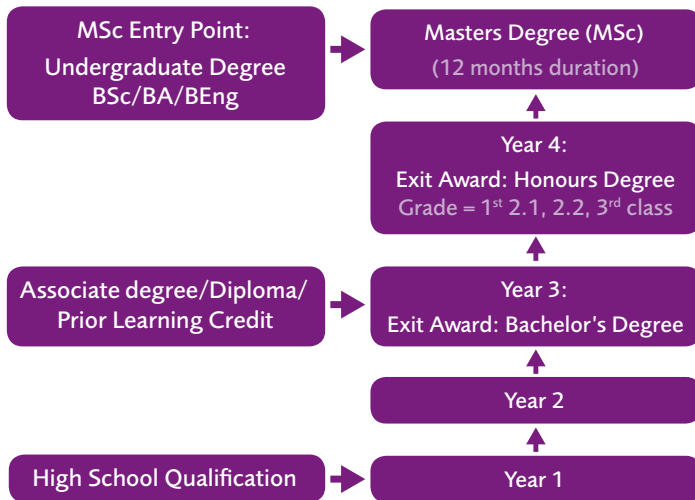 MSc Entry Point:
Undergraduate Degree
BSc/BA/BEng
Masters Degree (MSc)
(12 months duration)
Year 4:
Exit Award: Honours Degree
Grade = 1st 2.1, 2.2, 3rd class
Associate degree/Diploma/
Prior Learning Credit
Year 3:
Exit Award: Bachelor's Degree
Year 2
High School Qualification
Year 1